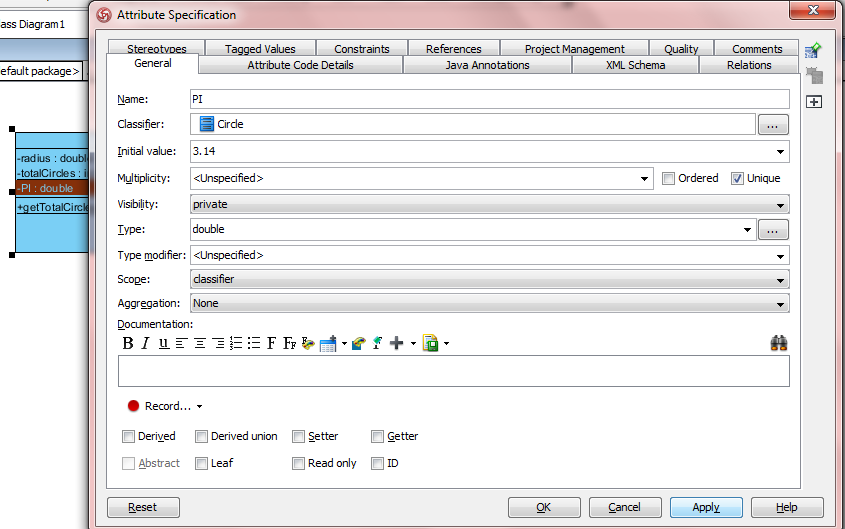 Attribute Specification
ass Diagram1
efault package>
-radius : doubl
-totalCircles : i
-PI : double
+getTotalCircle
Stereotypes Tagged Values Constraints References Project Management Quality Comments
General Attribute Code Details Java Annotations XML Schema Relations
Name: PI
Classifier: Circle ...
Initial value: 3.14
Multiplicity: <Unspecified> Ordered Unique
Visibility: private
Type: double ...
Type modifier: <Unspecified>
Scope: classifier
Aggregation: None
Documentation:
B I u F FF
Record...
Derived Derived union Setter Getter
Abstract Leaf Read only ID
Reset OK Cancel Apply Help